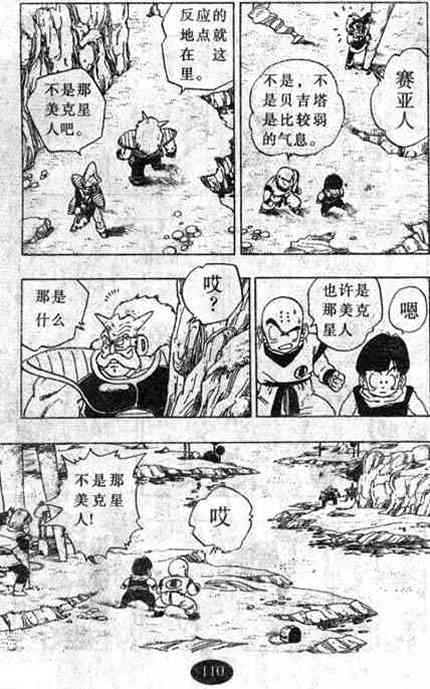 赛亚
人
不是，不
是贝吉塔
是比较弱
的气息。
反应的
地点就
在这
里。
不是那
美克星
人吧。
嗯
也许是
那美克
星人
哎
？
那是
什么
哎
不是那
美克星
人！
110